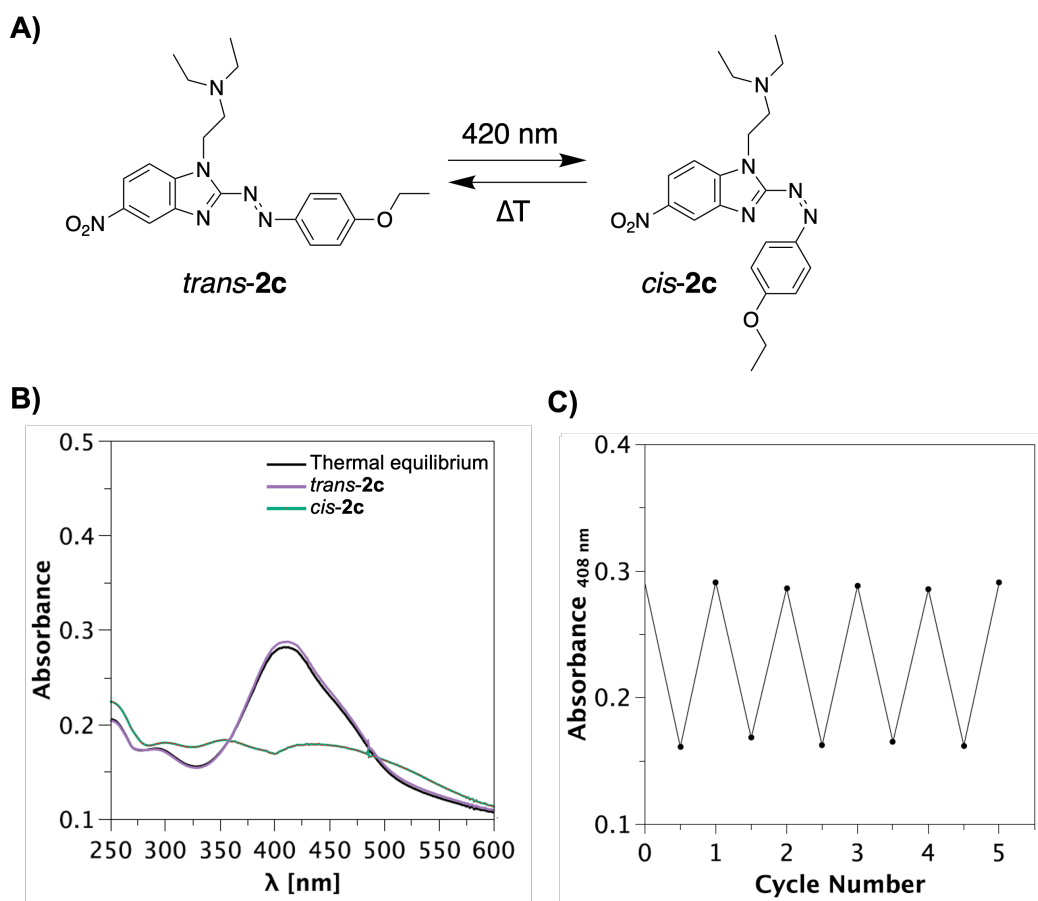 A)
N
N
N
N
N
O₂N
O
420 nm
ΔT
trans-2c
N
N
N
N
N
O₂N
O
cis-2c
B)
0.5
0.4
0.3
0.2
0.1
Absorbance
Thermal equilibrium
trans-2c
cis-2c
250 300 350 400 450 500 550 600
λ [nm]
C)
0.4
0.3
0.2
0.1
Absorbance 408 nm
0 1 2 3 4 5
Cycle Number